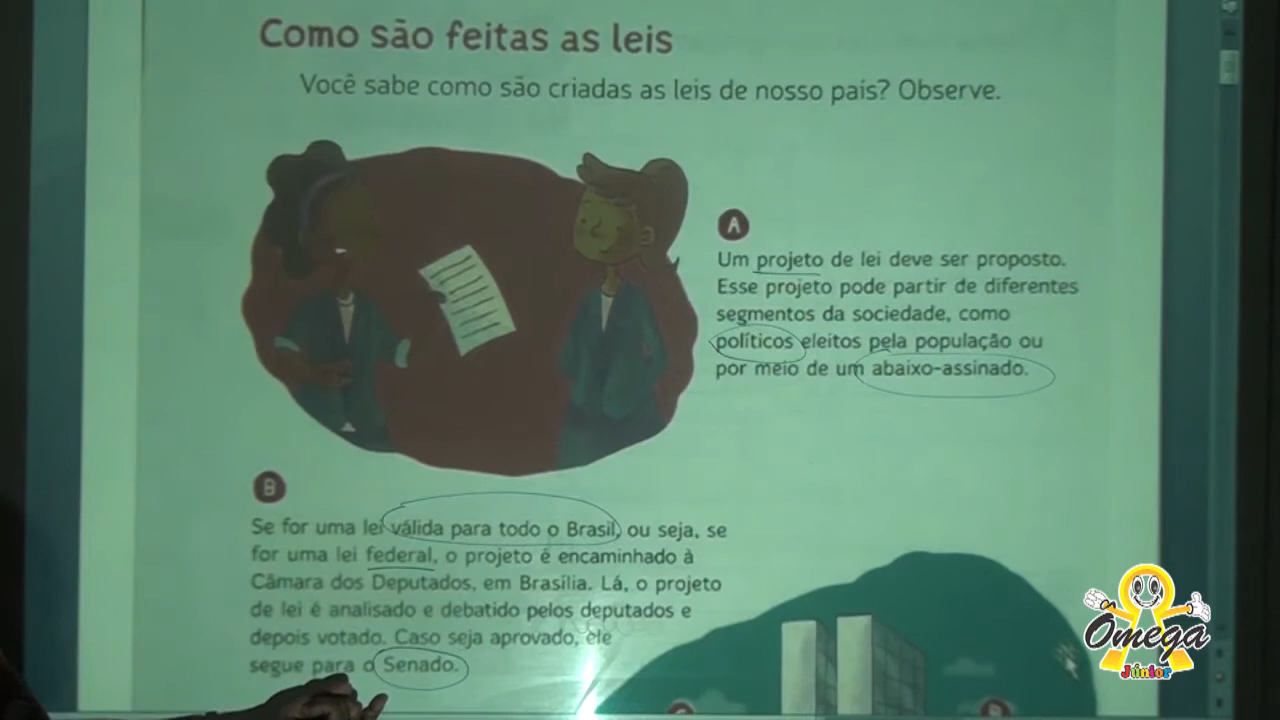 Como são feitas as leis
Você sabe como são criadas as leis de nosso país? Observe.
A
Um projeto de lei deve ser proposto.
Esse projeto pode partir de diferentes
segmentos da sociedade, como
políticos eleitos pela população ou
por meio de um abaixo-assinado.
B
Se for uma lei válida para todo o Brasil, ou seja, se
for uma lei federal, o projeto é encaminhado à
Câmara dos Deputados, em Brasília. Lá, o projeto
de lei é analisado e debatido pelos deputados e
depois votado. Caso seja aprovado, ele
segue para o Senado.
Omega
Júnior